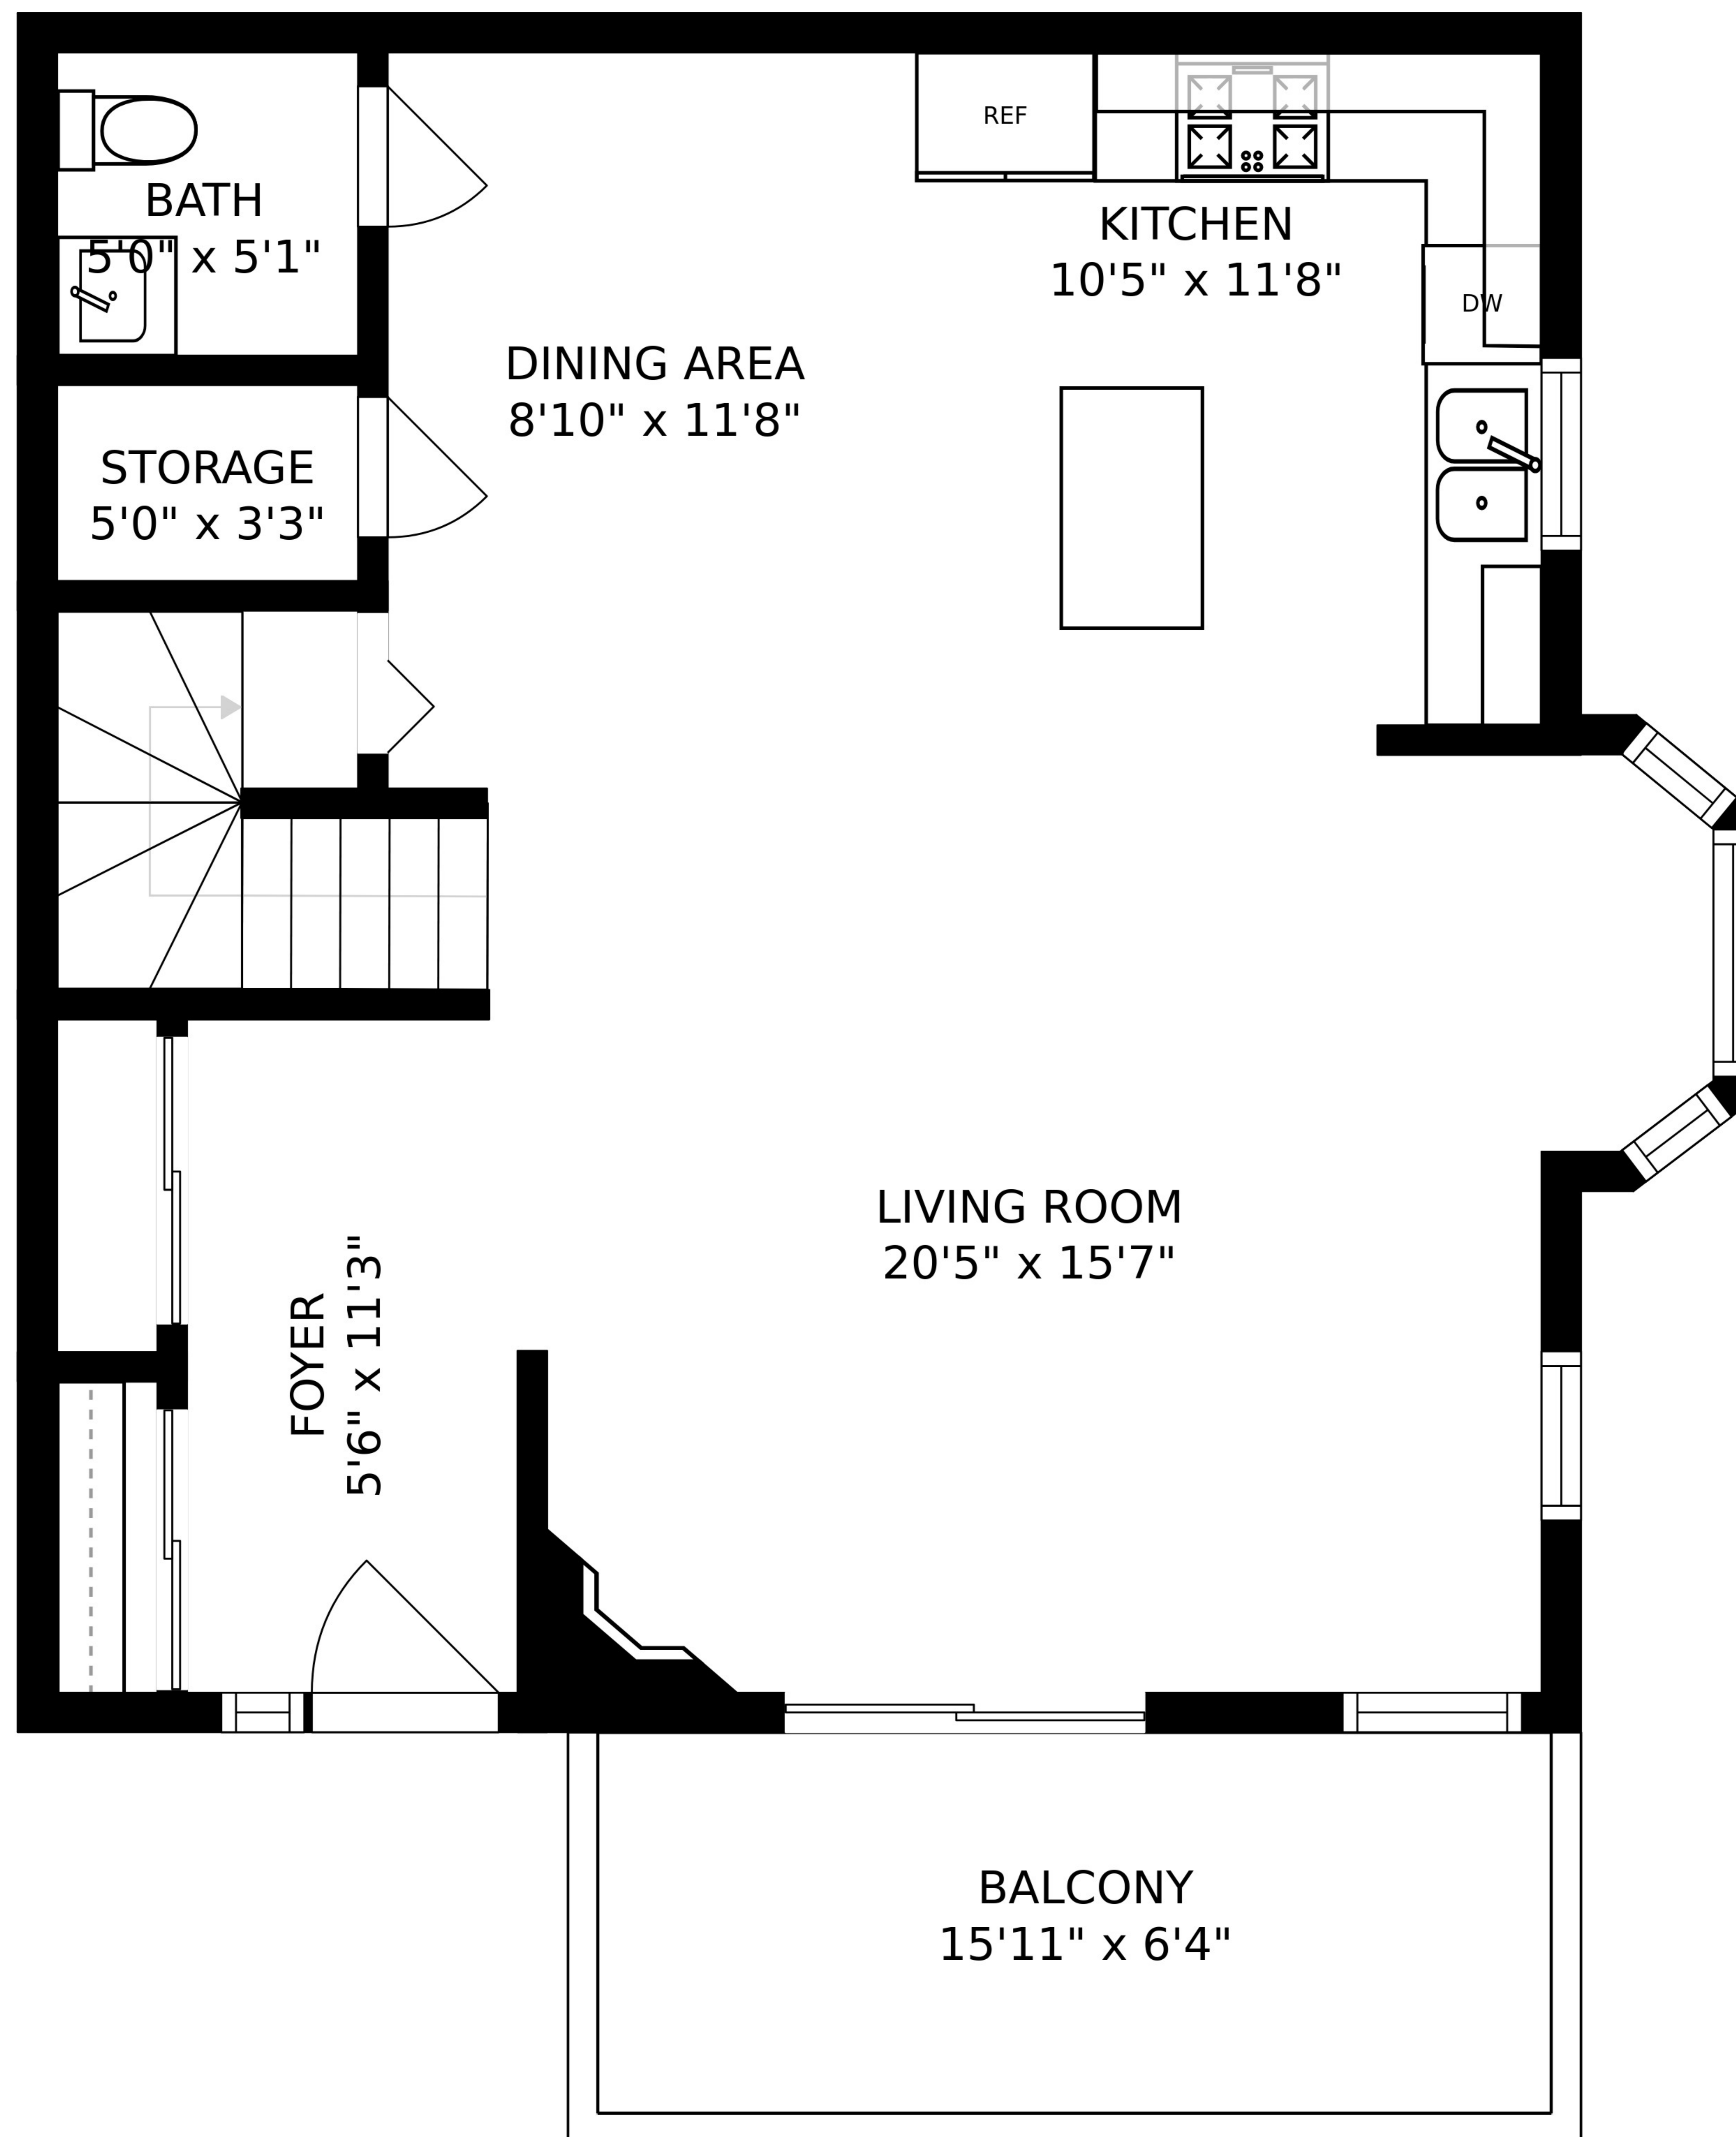 REF
BATH
5'0" x 5'1"
KITCHEN
10'5" x 11'8"
DW
DINING AREA
8'10" x 11'8"
STORAGE
5'0" x 3'3"
LIVING ROOM
20'5" x 15'7"
FOYER
5'6" x 11'3"
BALCONY
15'11" x 6'4"